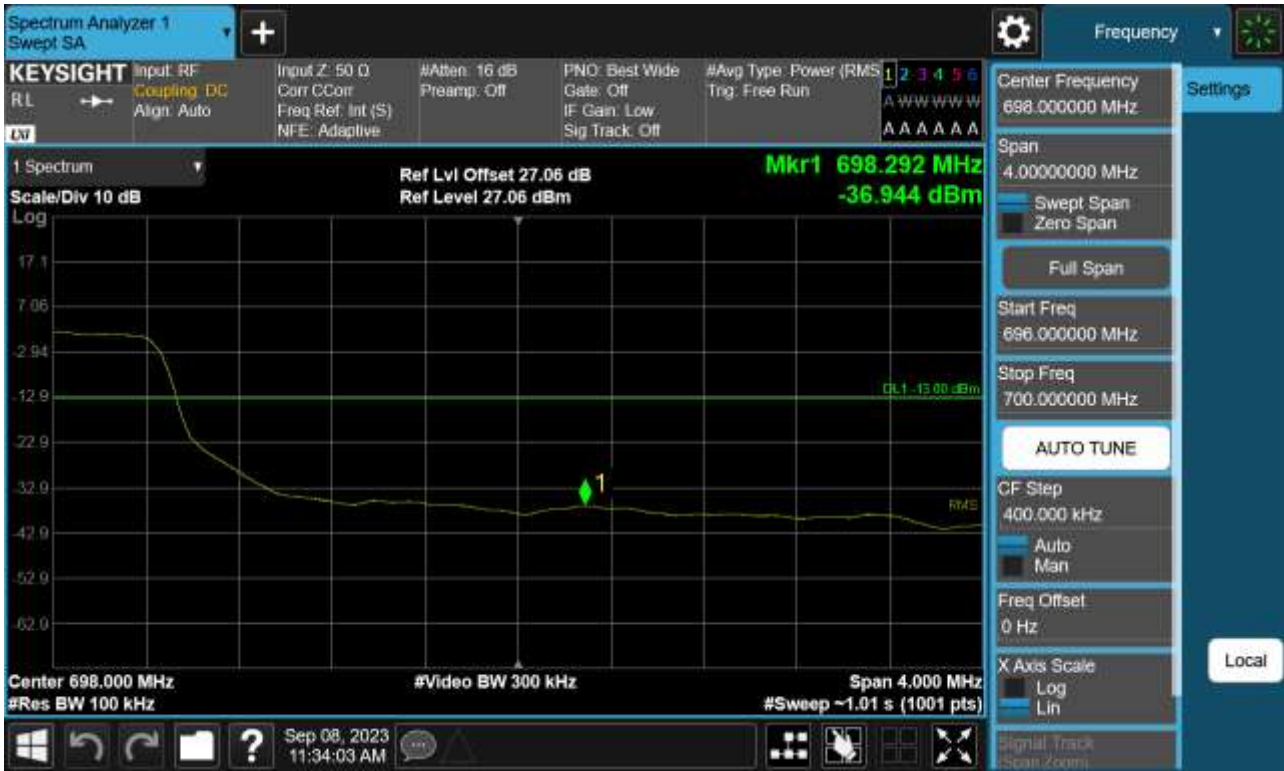 Spectrum Analyzer 1
Swept SA
+
Frequency
KEYSIGHT
RL
LXI
Input: RF
Coupling: DC
Align: Auto
Input Z: 50 Ω
Corr CCorr
Freq Ref: Int (S)
NFE: Adaptive
#Atten: 16 dB
Preamp: Off
PNO: Best Wide
Gate: Off
IF Gain: Low
Sig Track: Off
#Avg Type: Power (RMS
Trig: Free Run
1 2 3 4 5 6
A W W W W W
A A A A A A
Center Frequency
698.000000 MHz
Settings
Span
4.00000000 MHz
Swept Span
Zero Span
Full Span
Start Freq
696.000000 MHz
Stop Freq
700.000000 MHz
AUTO TUNE
CF Step
400.000 kHz
Auto
Man
Freq Offset
0 Hz
X Axis Scale
Log
Lin
Signal Track
(Span Zoom)
Local
1 Spectrum
Scale/Div 10 dB
Log
Ref Lvl Offset 27.06 dB
Ref Level 27.06 dBm
Mkr1 698.292 MHz
-36.944 dBm
17.1
7.06
-2.94
-12.9
-22.9
-32.9
-42.9
-52.9
-62.9
DL1 -13.00 dBm
1
RMS
Center 698.000 MHz
#Res BW 100 kHz
#Video BW 300 kHz
Span 4.000 MHz
#Sweep ~1.01 s (1001 pts)
?
Sep 08, 2023
11:34:03 AM